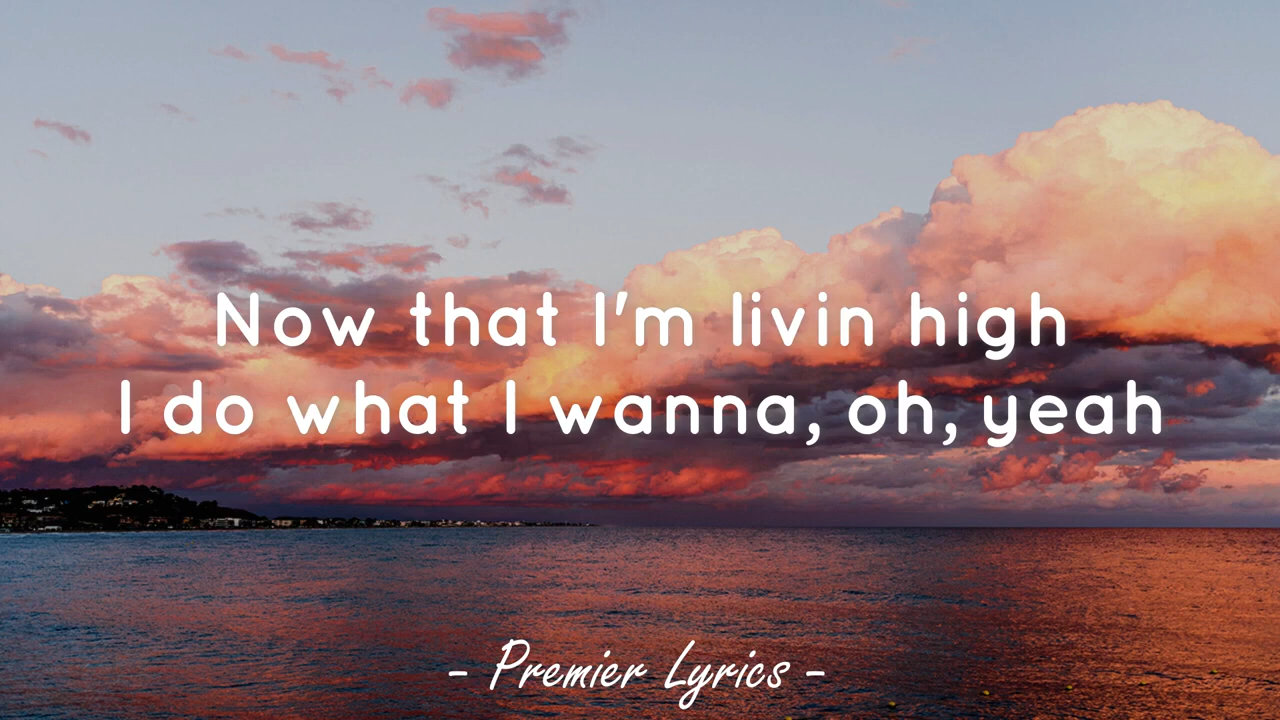 Now that I'm livin high
I do what I wanna, oh, yeah
- Premier Lyrics -